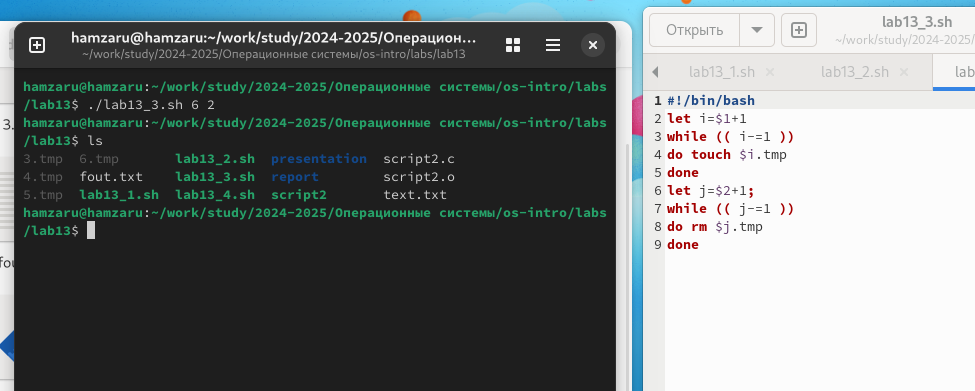 hamzaru@hamzaru:~/work/study/2024-2025/Операцион...
~/work/study/2024-2025/Операционные системы/os-intro/labs/lab13
hamzaru@hamzaru:~/work/study/2024-2025/Операционные системы/os-intro/labs
/lab13$ ./lab13_3.sh 6 2
hamzaru@hamzaru:~/work/study/2024-2025/Операционные системы/os-intro/labs
/lab13$ ls
3.tmp 6.tmp lab13_2.sh presentation script2.c
4.tmp fout.txt lab13_3.sh report script2.o
5.tmp lab13_1.sh lab13_4.sh script2 text.txt
hamzaru@hamzaru:~/work/study/2024-2025/Операционные системы/os-intro/labs
/lab13$
3.
fou
Открыть
lab13_3.sh
~/work/study/2024-2025/
lab13_1.sh × lab13_2.sh × lab
1 #!/bin/bash
2 let i=$1+1
3 while (( i-=1 ))
4 do touch $i.tmp
5 done
6 let j=$2+1;
7 while (( j-=1 ))
8 do rm $j.tmp
9 done